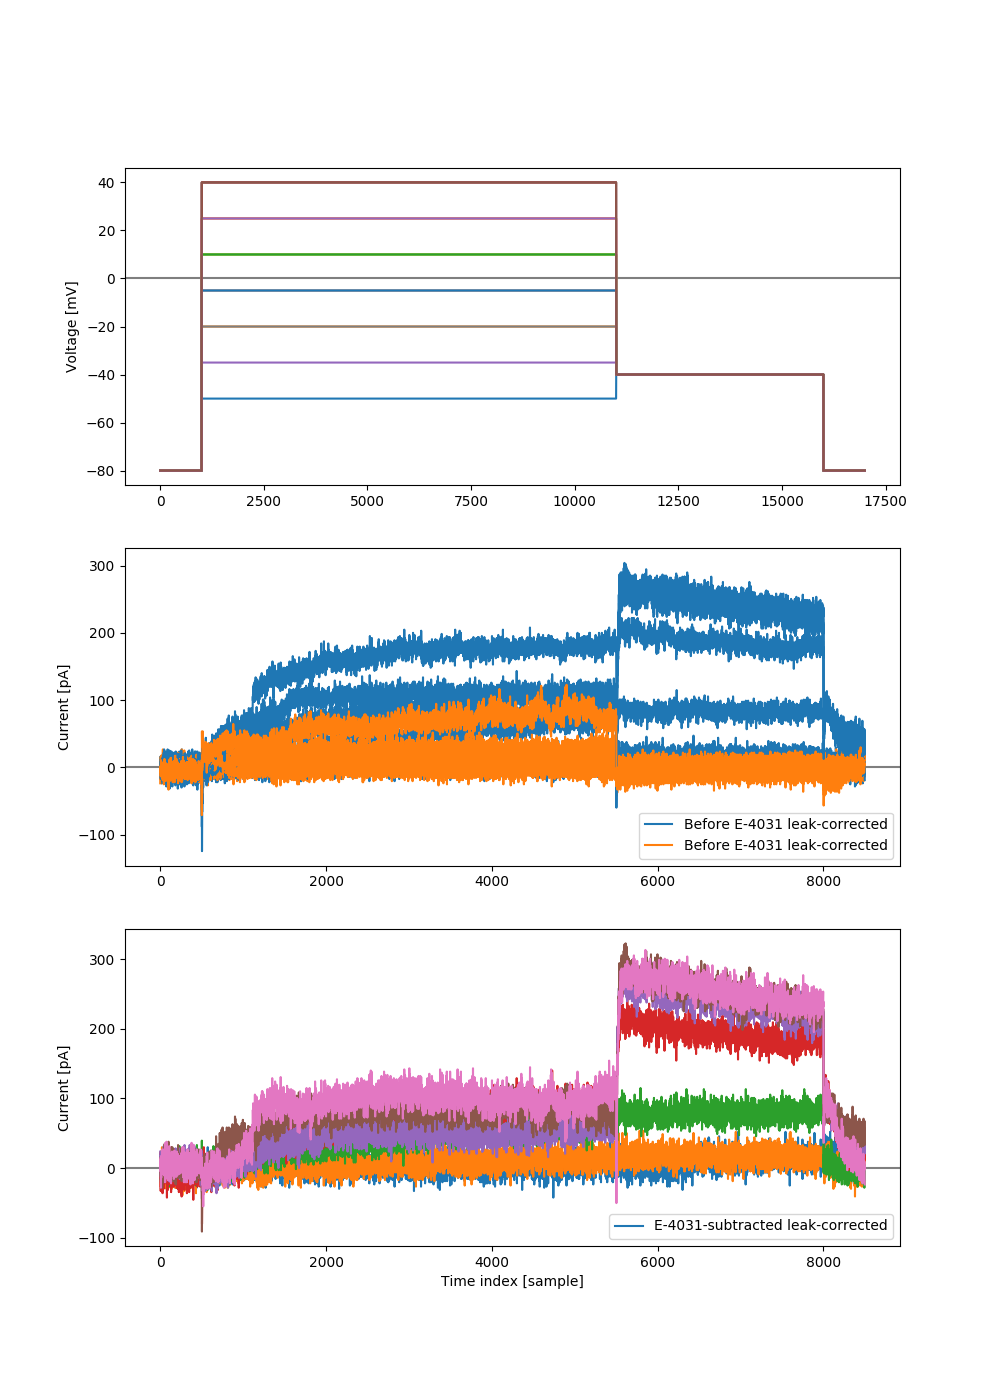 40
20
0
−20
−40
−60
−80
Voltage [mV]
0 2500 5000 7500 10000 12500 15000 17500
300
200
100
0
−100
Current [pA]
Before E-4031 leak-corrected
Before E-4031 leak-corrected
0 2000 4000 6000 8000
300
200
100
0
−100
Current [pA]
E-4031-subtracted leak-corrected
0 2000 4000 6000 8000
Time index [sample]